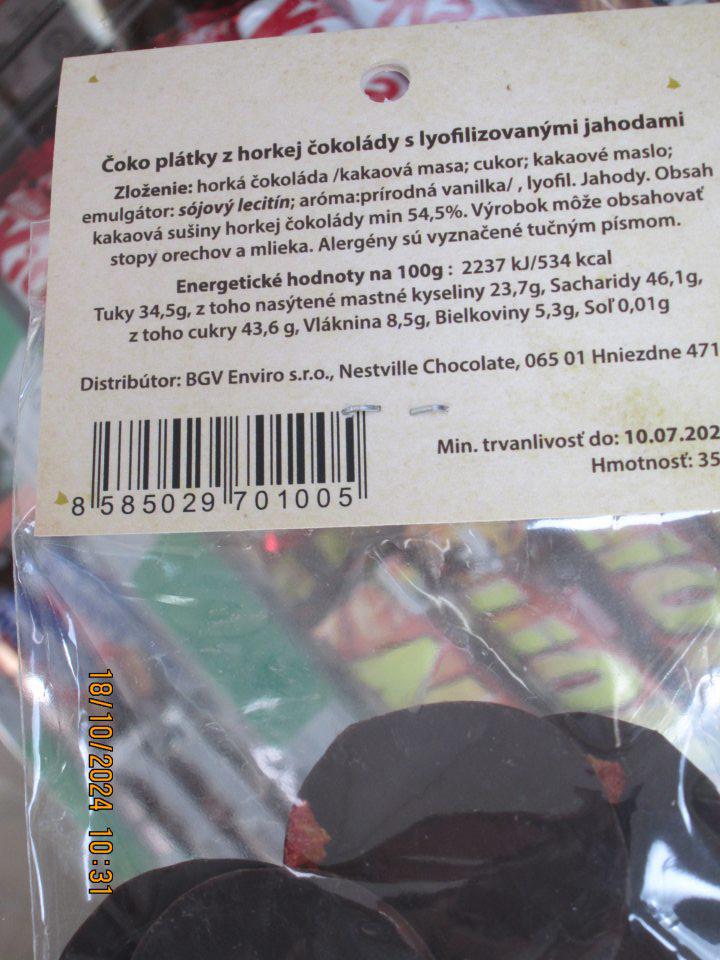 Čoko plátky z horkej čokolády s lyofilizovanými jahodami
Zloženie: horká čokoláda /kakaová masa; cukor; kakaové maslo;
emulgátor: sójový lecitín; aróma:prírodná vanilka/ , lyofil. Jahody. Obsah
kakaová sušiny horkej čokolády min 54,5%. Výrobok môže obsahovať
stopy orechov a mlieka. Alergény sú vyznačené tučným písmom.
Energetické hodnoty na 100g : 2237 kJ/534 kcal
Tuky 34,5g, z toho nasýtené mastné kyseliny 23,7g, Sacharidy 46,1g,
z toho cukry 43,6 g, Vláknina 8,5g, Bielkoviny 5,3g, Soľ 0,01g
Distribútor: BGV Enviro s.r.o., Nestville Chocolate, 065 01 Hniezdne 471
Min. trvanlivosť do: 10.07.202
Hmotnosť: 35
8 585029 701005
18/10/2024 10:31